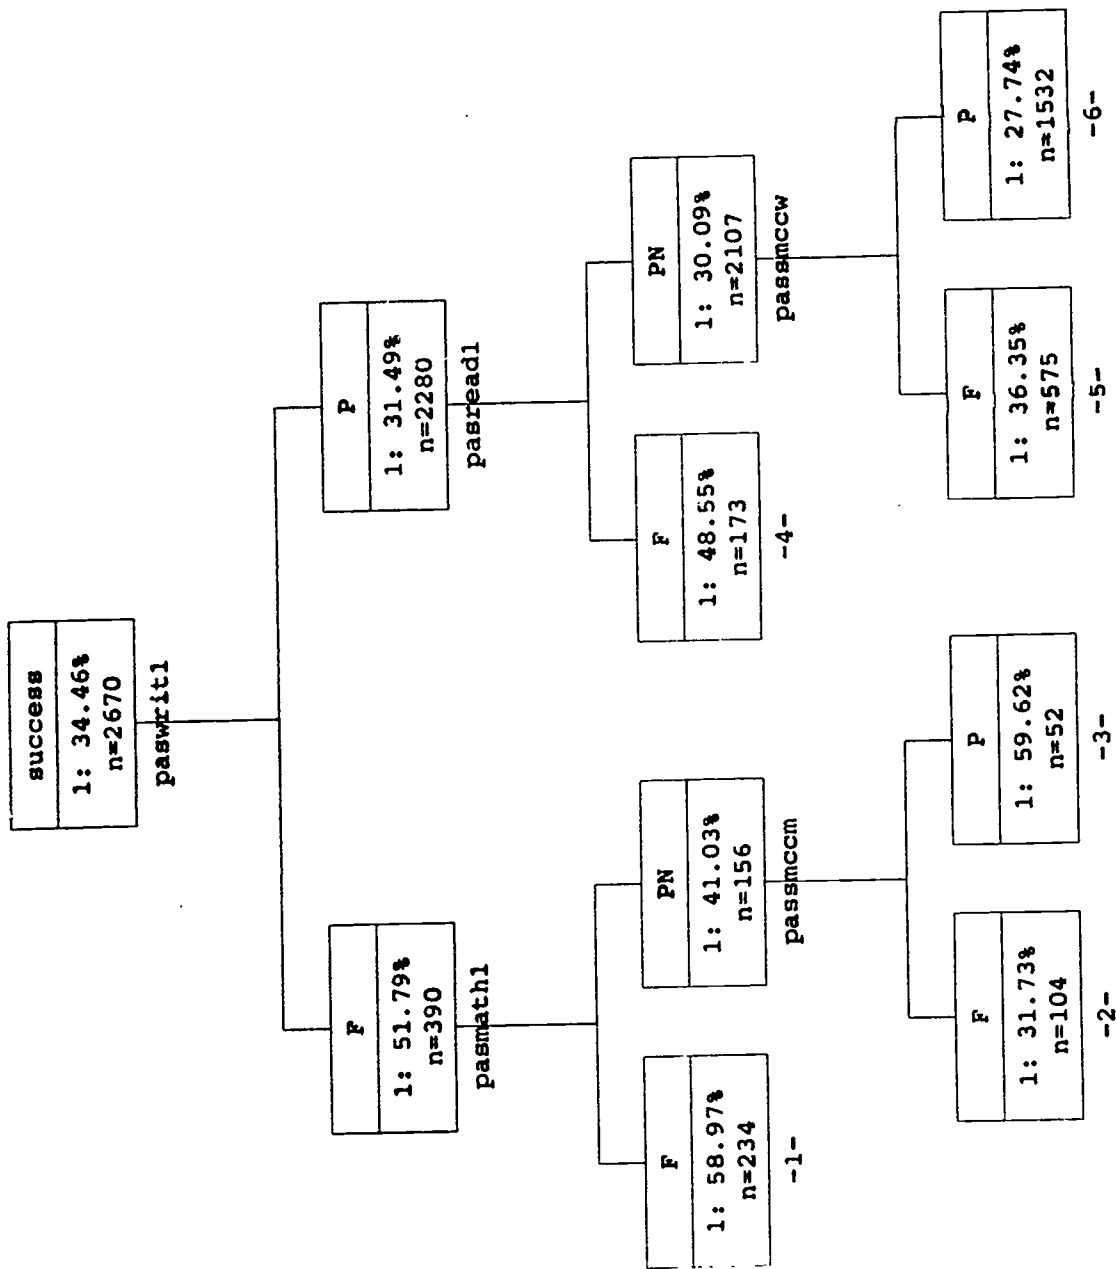 success
1: 34.46%
n=2670
paswrit1
F
1: 51.79%
n=390
pasmath1
P
1: 31.49%
n=2280
pasread1
F
1: 58.97%
n=234
-1-
PN
1: 41.03%
n=156
passmccm
F
1: 48.55%
n=173
-4-
PN
1: 30.09%
n=2107
passmccw
F
1: 31.73%
n=104
-2-
P
1: 59.62%
n=52
-3-
F
1: 36.35%
n=575
-5-
P
1: 27.74%
n=1532
-6-